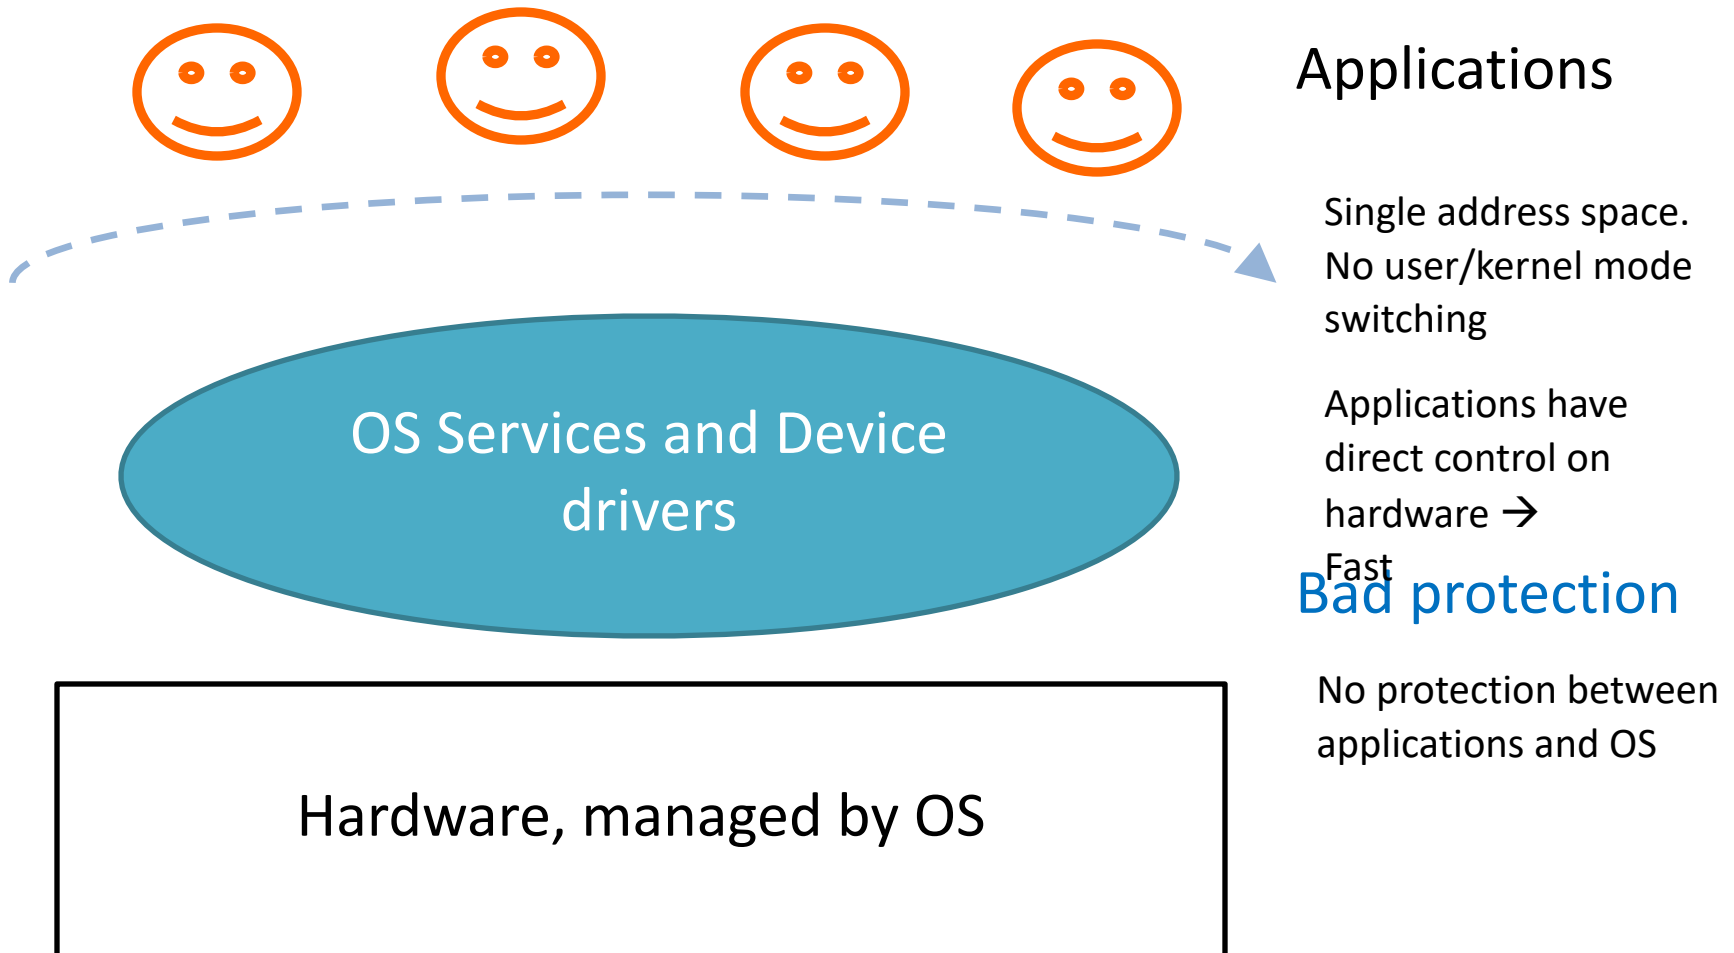 Applications
Single address space.
No user/kernel mode
switching
OS Services and Device
drivers
Applications have
direct control on
hardware →
Fast
Bad protection
No protection between
applications and OS
Hardware, managed by OS